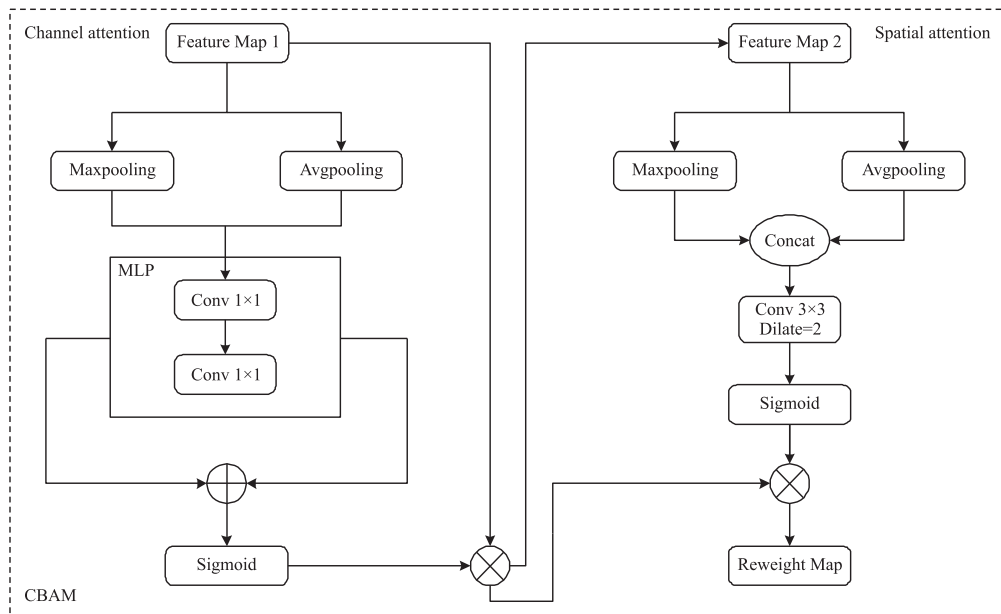 Channel attention
Feature Map 1
Maxpooling
Avgpooling
MLP
Conv 1×1
Conv 1×1
Sigmoid
CBAM
Spatial attention
Feature Map 2
Maxpooling
Avgpooling
Concat
Conv 3×3
Dilate=2
Sigmoid
Reweight Map